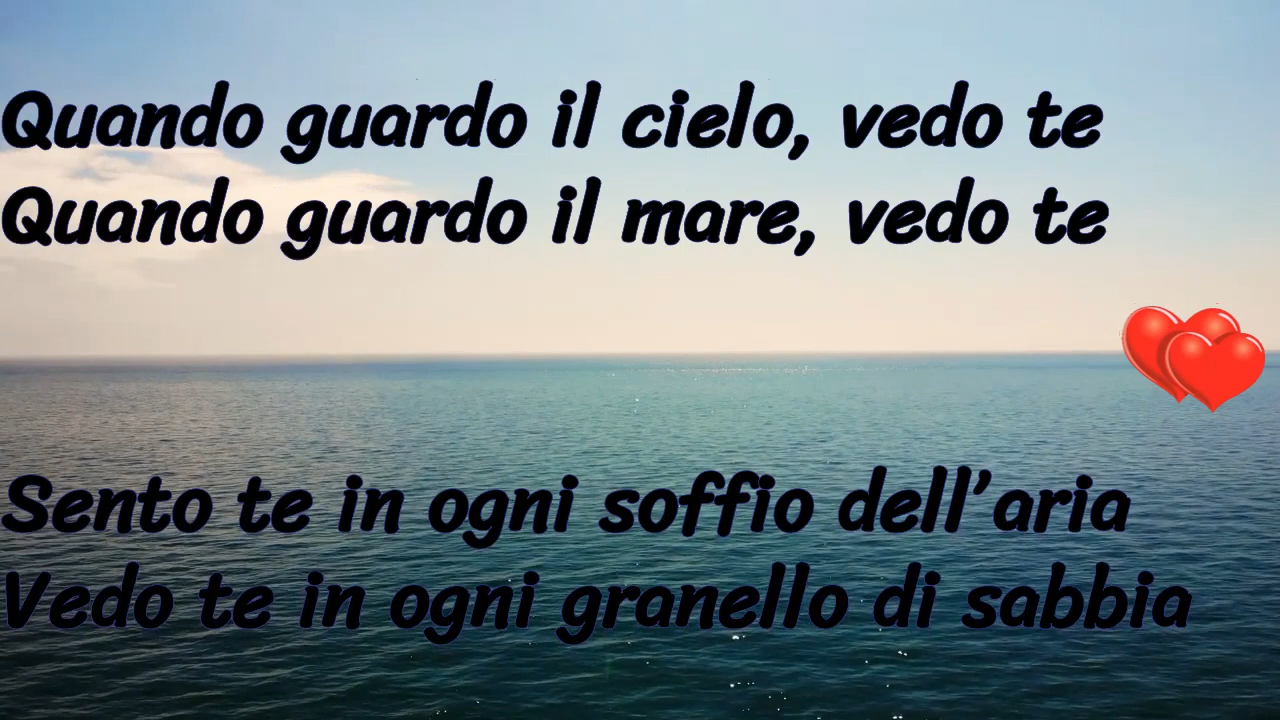 Quando guardo il cielo, vedo te
Quando guardo il mare, vedo te
Sento te in ogni soffio dell'aria
Vedo te in ogni granello di sabbia